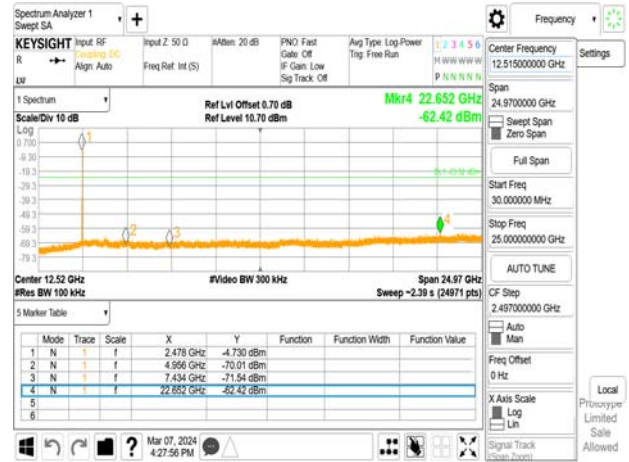 Spectrum Analyzer 1
Swept SA
Frequency
KEYSIGHT
R
LV
Input: RF
Coupling: DC
Align: Auto
Input Z: 50 Ω
Freq Ref: Int (S)
#Atten: 20 dB
PNO: Fast
Gate: Off
IF Gain: Low
Sig Track: Off
Avg Type: Log-Power
Trig: Free Run
1 2 3 4 5 6
M W W W W W
P N N N N N
Center Frequency
12.515000000 GHz
Settings
Span
24.9700000 GHz
Swept Span
Zero Span
Full Span
Start Freq
30.000000 MHz
Stop Freq
25.000000000 GHz
AUTO TUNE
CF Step
2.497000000 GHz
Auto
Man
Freq Offset
0 Hz
X Axis Scale
Log
Lin
Signal Track
(Span Zoom)
Local
Prototype
Limited
Sale
Allowed
1 Spectrum
Scale/Div 10 dB
Ref Lvl Offset 0.70 dB
Ref Level 10.70 dBm
Mkr4 22.652 GHz
-62.42 dBm
Log
0.700
-9.30
-19.3
-29.3
-39.3
-49.3
-59.3
-69.3
-79.3
1
2
3
4
Center 12.52 GHz
#Res BW 100 kHz
#Video BW 300 kHz
Span 24.97 GHz
Sweep ~2.39 s (24971 pts)
5 Marker Table
Mode Trace Scale X Y Function Function Width Function Value
1 N 1 f 2.478 GHz -4.730 dBm
2 N 1 f 4.956 GHz -70.01 dBm
3 N 1 f 7.434 GHz -71.54 dBm
4 N 1 f 22.652 GHz -62.42 dBm
5
6
Mar 07, 2024
4:27:56 PM